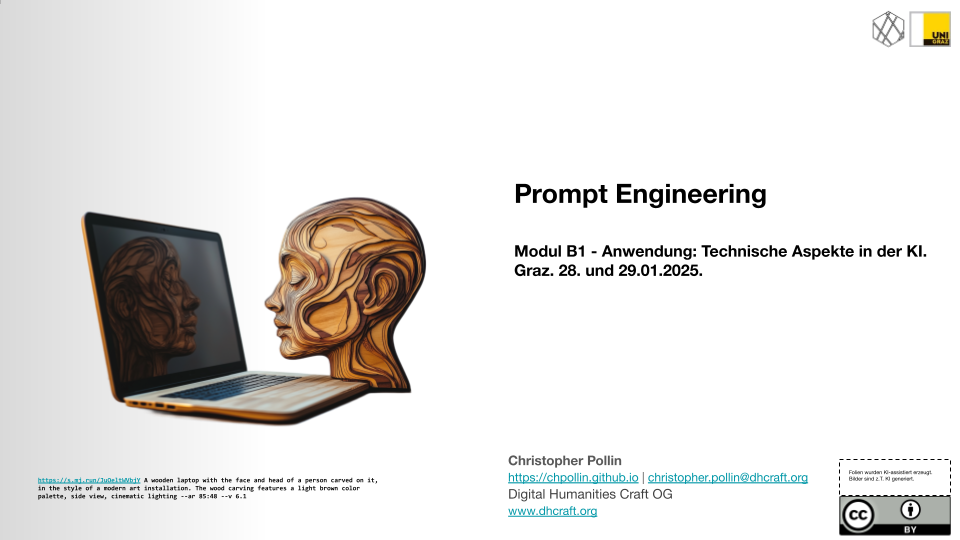 UNI
GRAZ
Prompt Engineering
Modul B1 - Anwendung: Technische Aspekte in der KI.
Graz. 28. und 29.01.2025.
https://s.mj.run/JuOeltWVbjY A wooden laptop with the face and head of a person carved on it,
in the style of a modern art installation. The wood carving features a light brown color
palette, side view, cinematic lighting --ar 85:48 --v 6.1
Christopher Pollin
https://chpollin.github.io | christopher.pollin@dhcraft.org
Digital Humanities Craft OG
www.dhcraft.org
Folien wurden KI-assistiert erzeugt.
Bilder sind z.T. KI generiert.
CC
BY